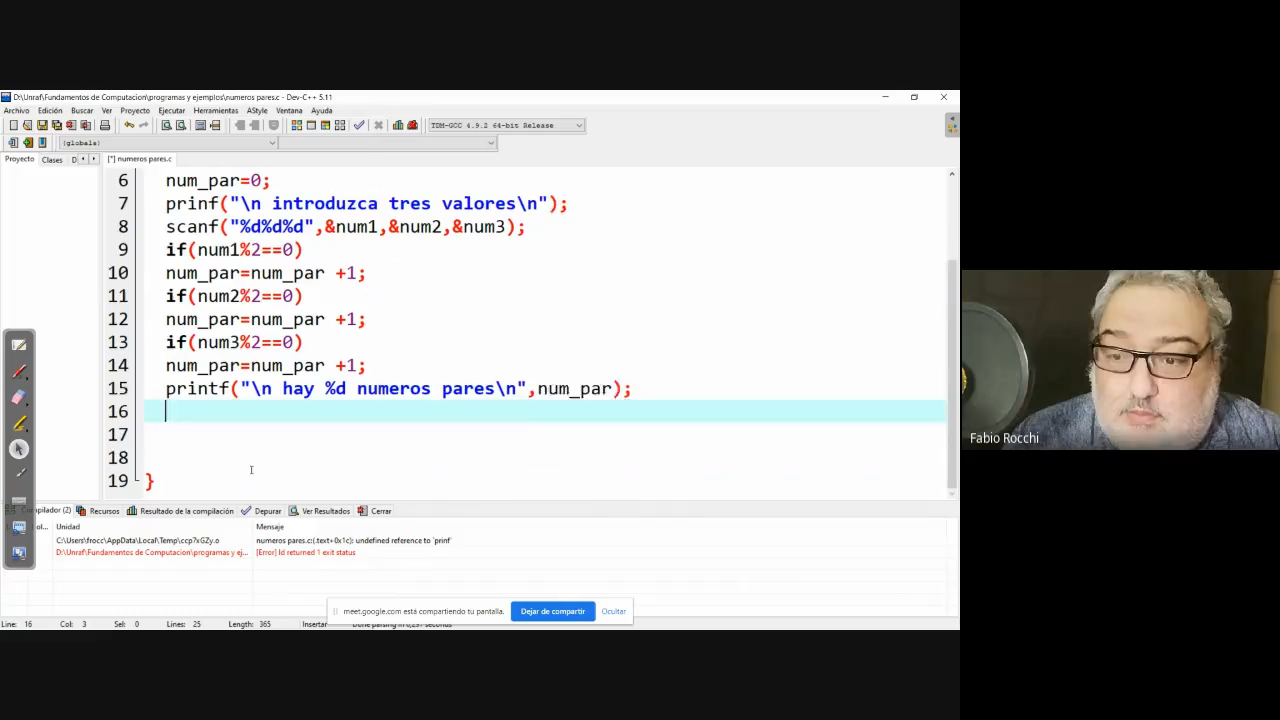 D:\Unraf\Fundamentos de Computacion\programas y ejemplos\numeros pares.c - Dev-C++ 5.11
Archivo Edición Buscar Ver Proyecto Ejecutar Herramientas AStyle Ventana Ayuda
TDM-GCC 4.9.2 64-bit Release
(globals)
Proyecto Clases D [*] numeros pares.c
6 num_par=0;
7 prinf("\n introduzca tres valores\n");
8 scanf("%d%d%d",&num1,&num2,&num3);
9 if(num1%2==0)
10 num_par=num_par +1;
11 if(num2%2==0)
12 num_par=num_par +1;
13 if(num3%2==0)
14 num_par=num_par +1;
15 printf("\n hay %d numeros pares\n",num_par);
16
17
18
19 }
Fabio Rocchi
(2) Recursos Resultado de la compilación Depurar Ver Resultados Cerrar
Unidad Mensaje
C:\Users\frocc\AppData\Local\Temp\ccp7xGZy.o numeros pares.c:(.text+0x1c): undefined reference to `prinf'
D:\Unraf\Fundamentos de Computacion\programas y ej... [Error] ld returned 1 exit status
meet.google.com está compartiendo tu pantalla. Dejar de compartir Ocultar
Line: 16 Col: 3 Sel: 0 Lines: 25 Length: 365 Insertar